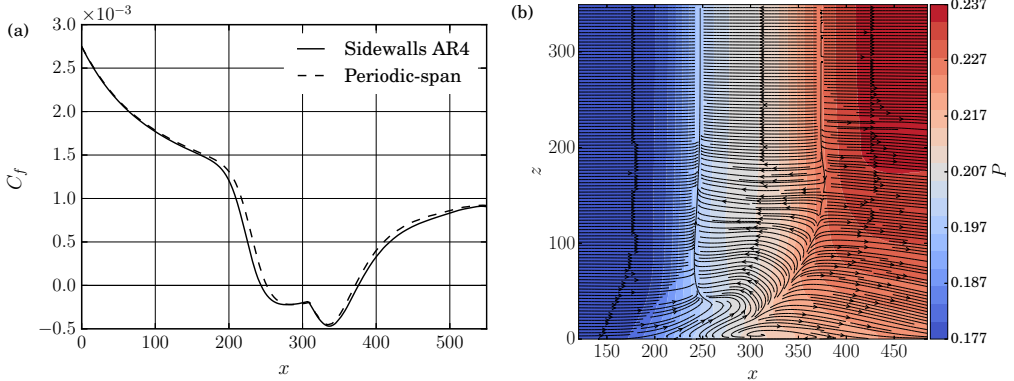 (a)
×10⁻³
3.0
2.5
2.0
1.5
1.0
0.5
0.0
−0.5
C_f
0 100 200 300 400 500
x
Sidewalls AR4
Periodic-span
(b)
300
200
100
0
z
150 200 250 300 350 400 450
x
0.237
0.227
0.217
0.207
0.197
0.187
0.177
P